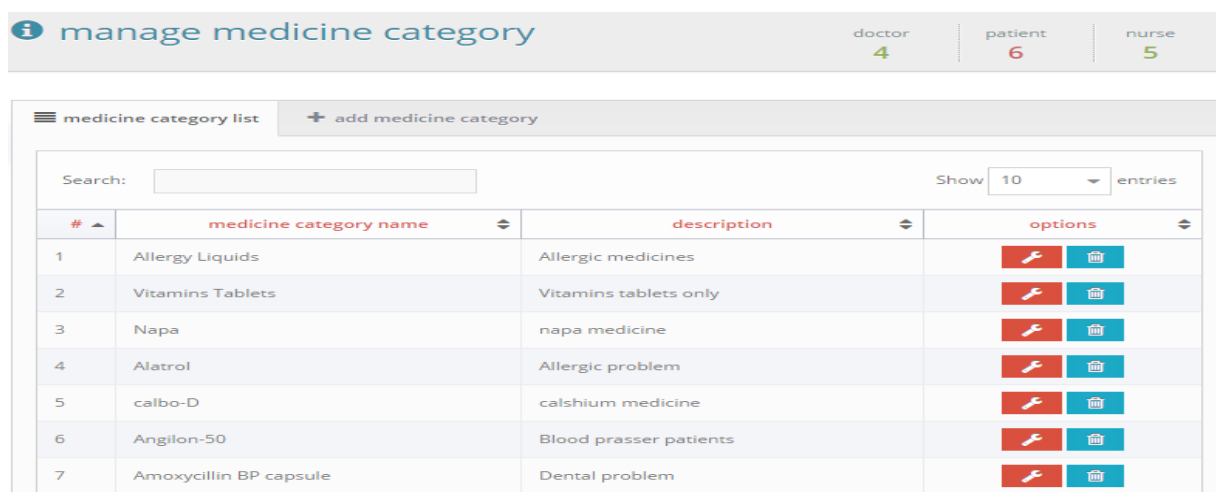 manage medicine category
doctor patient nurse
4 6 5
medicine category list + add medicine category
Search: Show 10 entries
# medicine category name description options
1 Allergy Liquids Allergic medicines
2 Vitamins Tablets Vitamins tablets only
3 Napa napa medicine
4 Alatrol Allergic problem
5 calbo-D calshium medicine
6 Angilon-50 Blood prasser patients
7 Amoxycillin BP capsule Dental problem